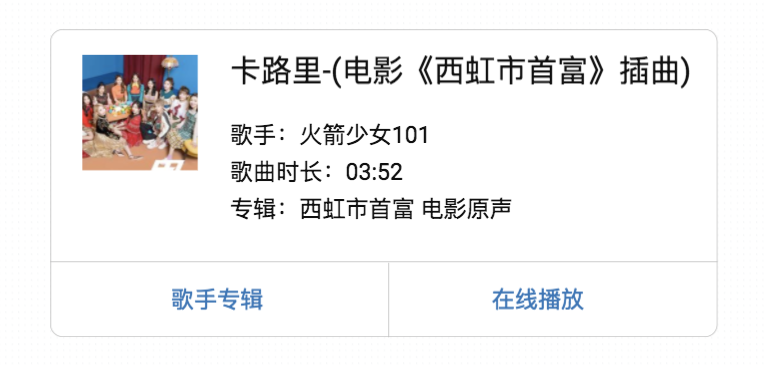 卡路里-(电影《西虹市首富》插曲)
歌手：火箭少女101
歌曲时长：03:52
专辑：西虹市首富 电影原声
歌手专辑
在线播放